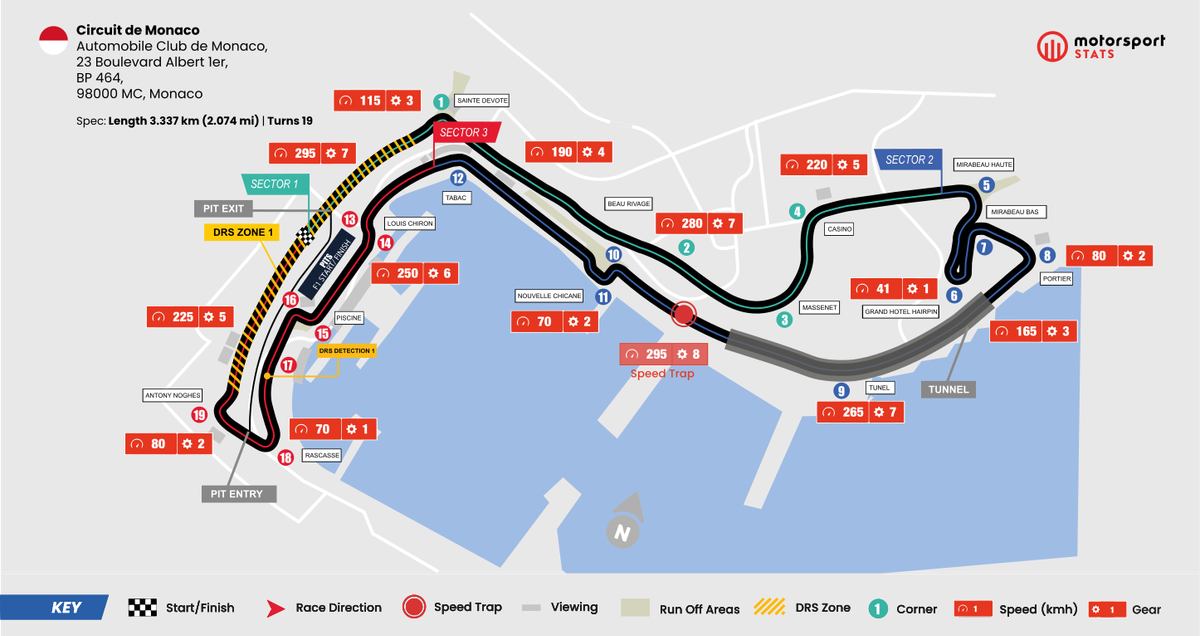 Circuit de Monaco
Automobile Club de Monaco,
23 Boulevard Albert 1er,
BP 464,
98000 MC, Monaco
Spec: Length 3.337 km (2.074 mi) | Turns 19
motorsport
STATS
115 3
1
SAINTE DEVOTE
SECTOR 3
295 7
190 4
SECTOR 1
PIT EXIT
DRS ZONE 1
12
TABAC
13
LOUIS CHIRON
14
PITS
F1 START/FINISH
250 6
16
225 5
PISCINE
15
DRS DETECTION 1
17
ANTONY NOGHES
19
80 2
70 1
18
RASCASSE
PIT ENTRY
BEAU RIVAGE
280 7
2
10
NOUVELLE CHICANE
11
70 2
295 8
Speed Trap
220 5
SECTOR 2
MIRABEAU HAUTE
5
4
CASINO
MIRABEAU BAS
7
8
80 2
PORTIER
41 1
6
GRAND HOTEL HAIRPIN
MASSENET
3
165 3
9
TUNEL
TUNNEL
265 7
N
KEY
Start/Finish
Race Direction
Speed Trap
Viewing
Run Off Areas
DRS Zone
1 Corner
1 Speed (kmh)
1 Gear